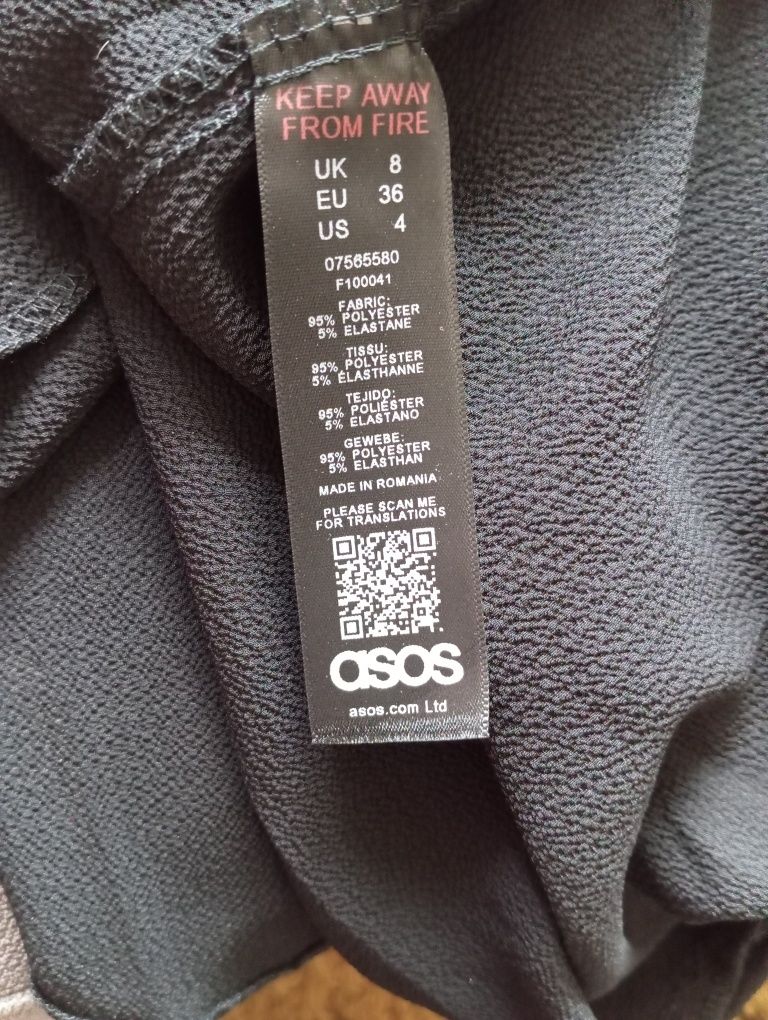 KEEP AWAY
FROM FIRE
UK 8
EU 36
US 4
07565580
F100041
FABRIC:
95% POLYESTER
5% ELASTANE
TISSU:
95% POLYESTER
5% ÉLASTHANNE
TEJIDO:
95% POLIÉSTER
5% ELASTANO
GEWEBE:
95% POLYESTER
5% ELASTHAN
MADE IN ROMANIA
PLEASE SCAN ME
FOR TRANSLATIONS
asos
asos.com Ltd